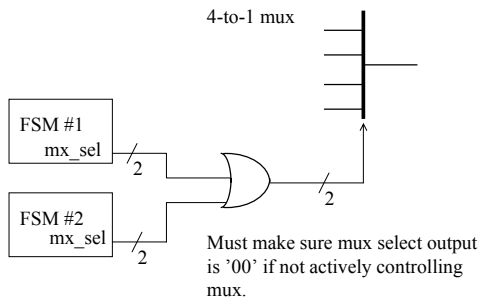 4-to-1 mux
FSM #1
mx_sel
2
FSM #2
mx_sel
2
2
Must make sure mux select output
is ’00’ if not actively controlling
mux.